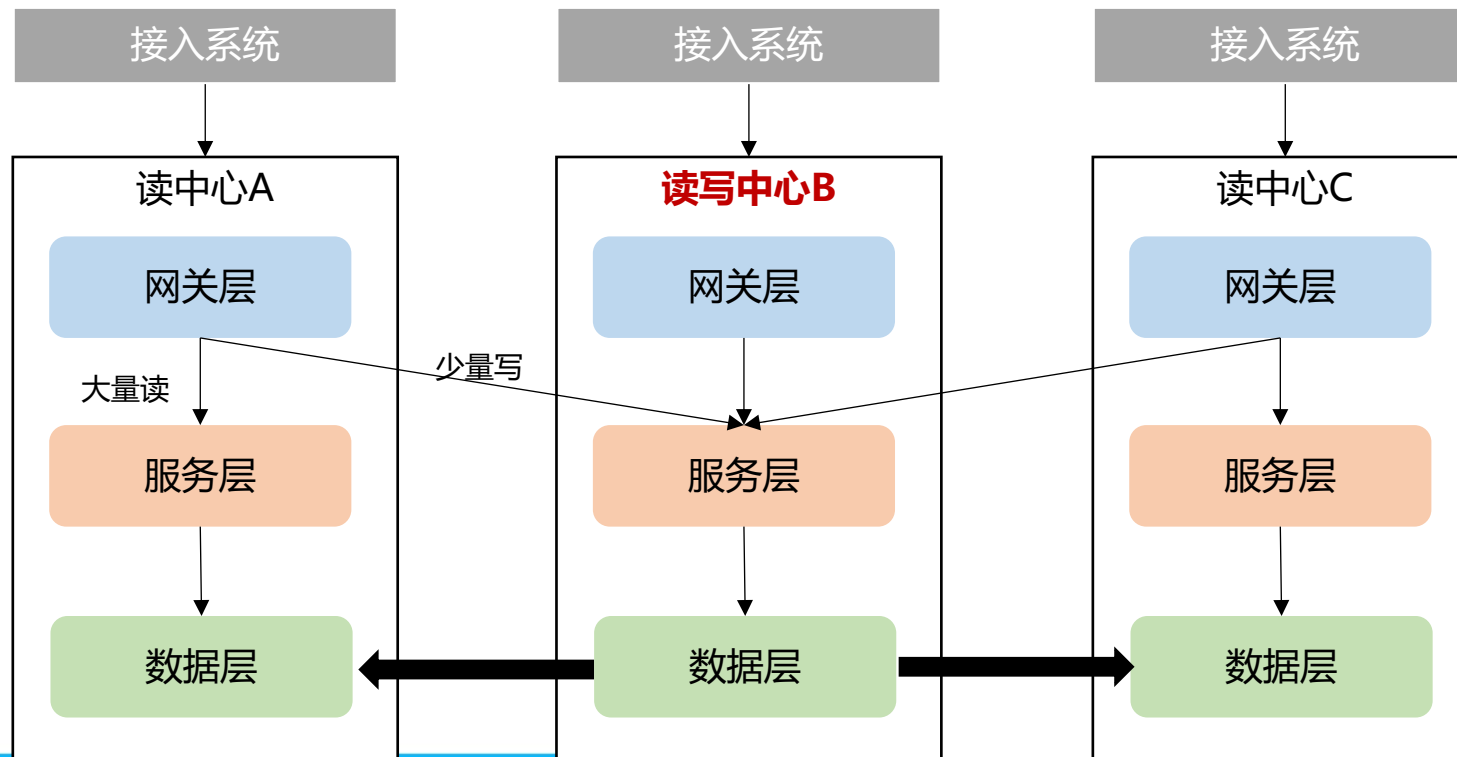 接入系统
接入系统
接入系统
读中心A
读写中心B
读中心C
网关层
网关层
网关层
少量写
大量读
服务层
服务层
服务层
数据层
数据层
数据层